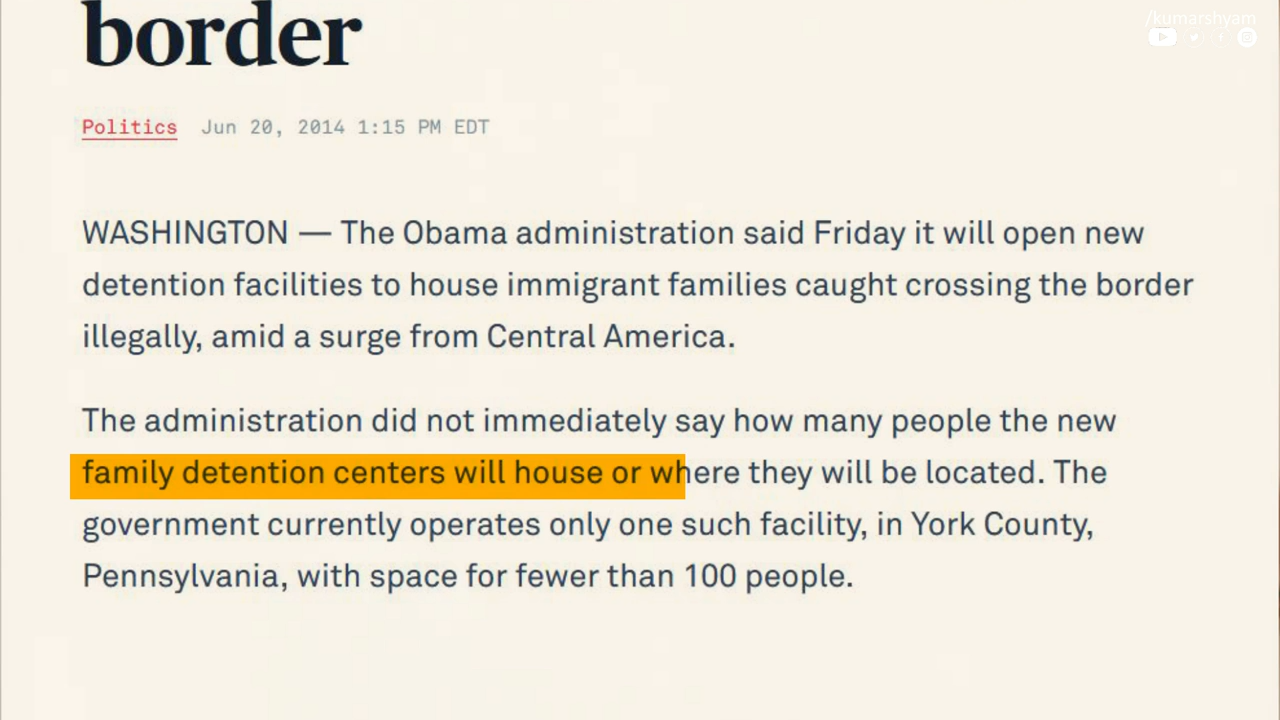 /kumarshyam
border
Politics Jun 20, 2014 1:15 PM EDT
WASHINGTON — The Obama administration said Friday it will open new
detention facilities to house immigrant families caught crossing the border
illegally, amid a surge from Central America.
The administration did not immediately say how many people the new
family detention centers will house or where they will be located. The
government currently operates only one such facility, in York County,
Pennsylvania, with space for fewer than 100 people.